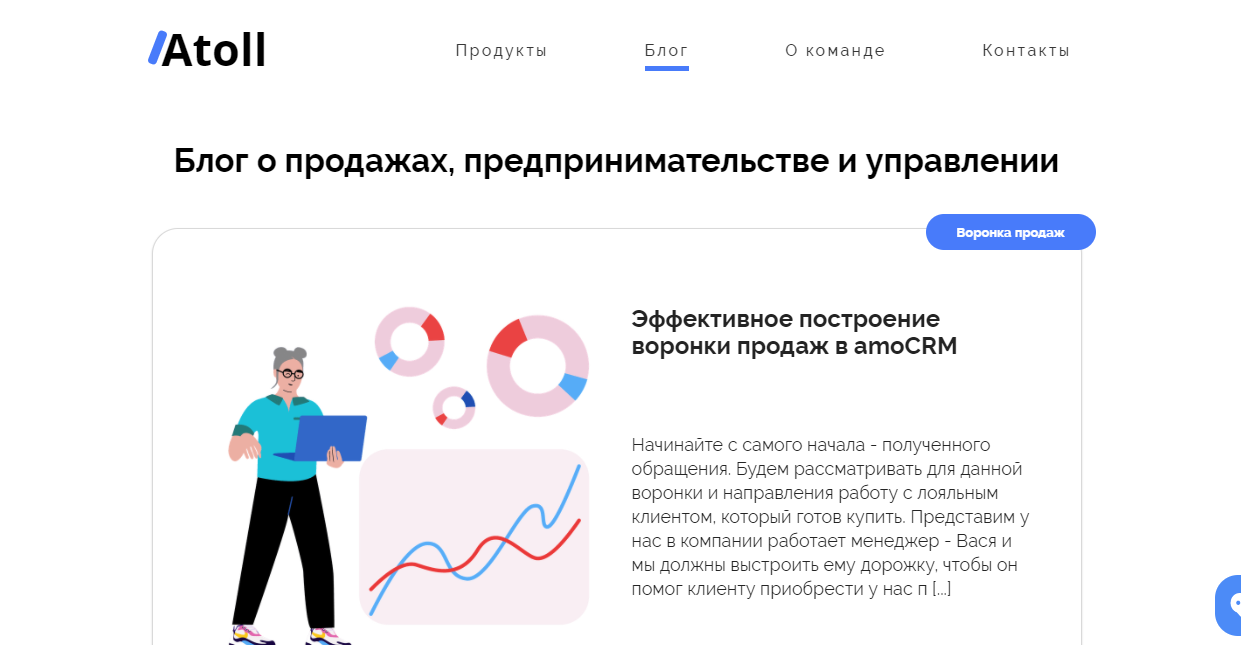 Atoll
Продукты
Блог
О команде
Контакты
Блог о продажах, предпринимательстве и управлении
Воронка продаж
Эффективное построение
воронки продаж в amoCRM
Начинайте с самого начала - полученного
обращения. Будем рассматривать для данной
воронки и направления работу с лояльным
клиентом, который готов купить. Представим у
нас в компании работает менеджер - Вася и
мы должны выстроить ему дорожку, чтобы он
помог клиенту приобрести у нас п [...]